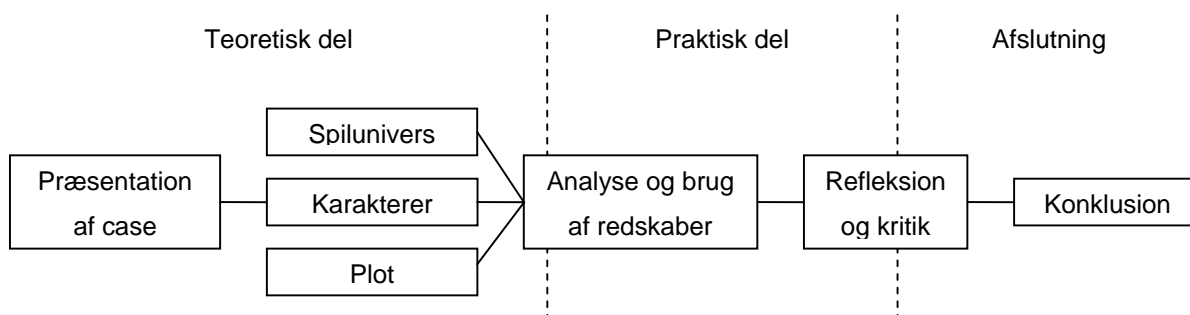 Teoretisk del
Praktisk del
Afslutning
Præsentation
af case
Spilunivers
Karakterer
Plot
Analyse og brug
af redskaber
Refleksion
og kritik
Konklusion